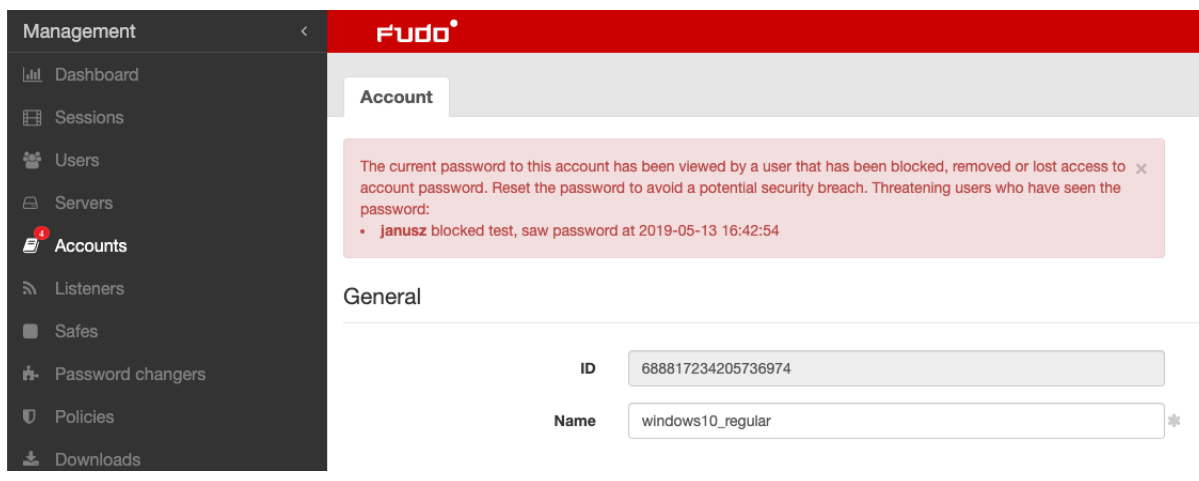 Management
Fudo
Dashboard
Account
Sessions
Users
The current password to this account has been viewed by a user that has been blocked, removed or lost access to
account password. Reset the password to avoid a potential security breach. Threatening users who have seen the
password:
• janusz blocked test, saw password at 2019-05-13 16:42:54
Servers
4
Accounts
Listeners
General
Safes
Password changers
ID
688817234205736974
Policies
Name
windows10_regular
Downloads